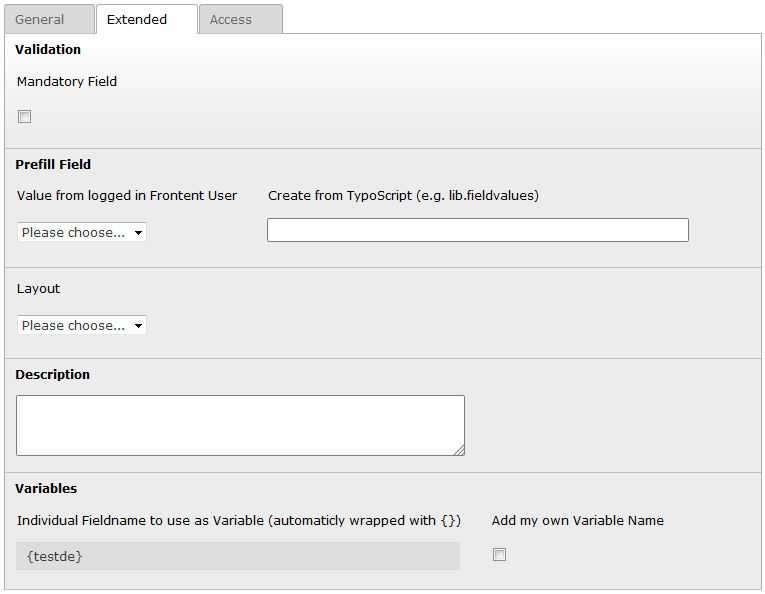 General Extended Access
Validation
Mandatory Field
Prefill Field
Value from logged in Frontent User Create from TypoScript (e.g. lib.fieldvalues)
Please choose...
Layout
Please choose...
Description
Variables
Individual Fieldname to use as Variable (automaticly wrapped with {}) Add my own Variable Name
{testde}